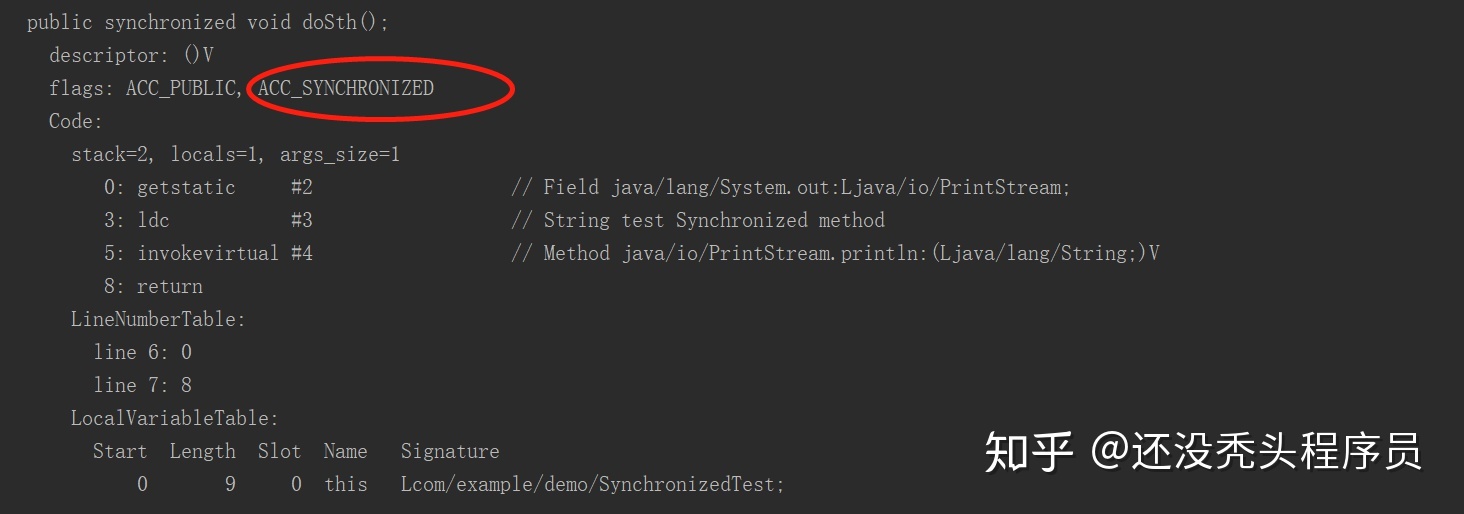 public synchronized void doSth();
descriptor: ()V
flags: ACC_PUBLIC, ACC_SYNCHRONIZED
Code:
stack=2, locals=1, args_size=1
0: getstatic     #2                  // Field java/lang/System.out:Ljava/io/PrintStream;
3: ldc           #3                  // String test Synchronized method
5: invokevirtual #4                  // Method java/io/PrintStream.println:(Ljava/lang/String;)V
8: return
LineNumberTable:
line 6: 0
line 7: 8
LocalVariableTable:
Start  Length  Slot  Name   Signature
0       9     0  this   Lcom/example/demo/SynchronizedTest;
知乎 @还没秃头程序员